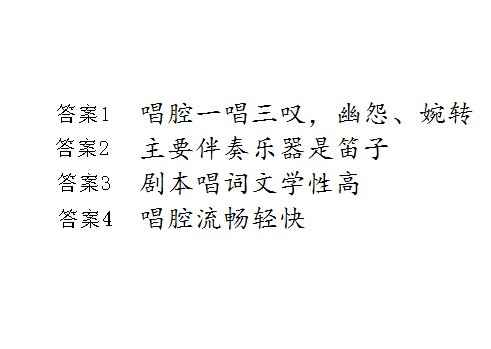 答案1 唱腔一唱三叹，幽怨、婉转
答案2 主要伴奏乐器是笛子
答案3 剧本唱词文学性高
答案4 唱腔流畅轻快